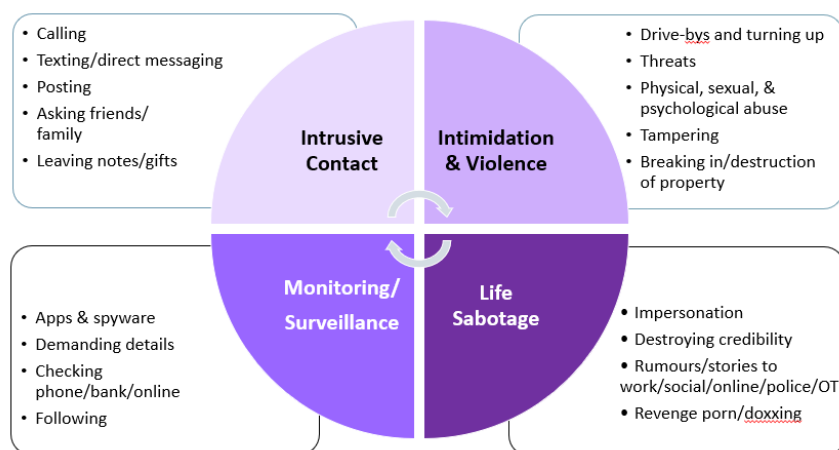 • Calling
• Texting/direct messaging
• Posting
• Asking friends/
family
• Leaving notes/gifts
Intrusive
Contact
Intimidation
& Violence
• Drive-bys and turning up
• Threats
• Physical, sexual, &
psychological abuse
• Tampering
• Breaking in/destruction
of property
• Apps & spyware
• Demanding details
• Checking
phone/bank/online
• Following
Monitoring/
Surveillance
Life
Sabotage
• Impersonation
• Destroying credibility
• Rumours/stories to
work/social/online/police/OT
• Revenge porn/doxxing